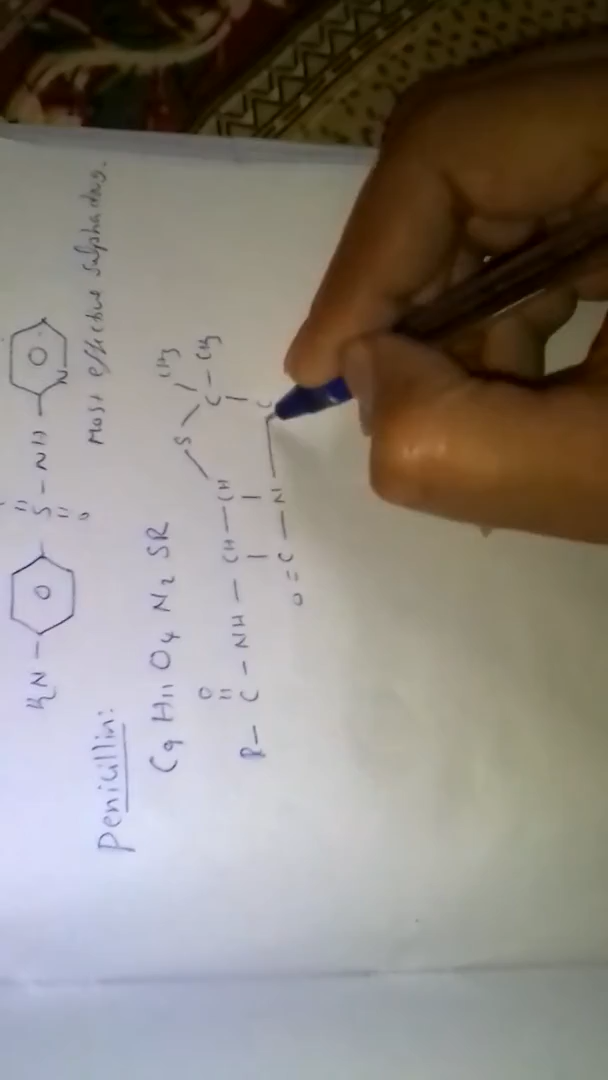 O
H₂N - O - S - NH - O N
O
Most effective sulpha drug.
Penicillin:
C9 H11 O4 N2 SR
O S CH3
R - C - NH - CH - CH C - CH3
O = C - N - C